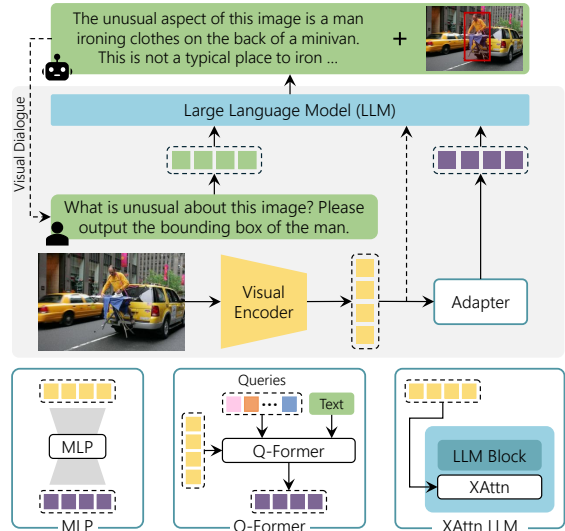 The unusual aspect of this image is a man
ironing clothes on the back of a minivan.
This is not a typical place to iron ...
+
Large Language Model (LLM)
Visual Dialogue
What is unusual about this image? Please
output the bounding box of the man.
Visual
Encoder
Adapter
MLP
MLP
Queries
Text
Q-Former
Q-Former
LLM Block
XAttn
XAttn LLM